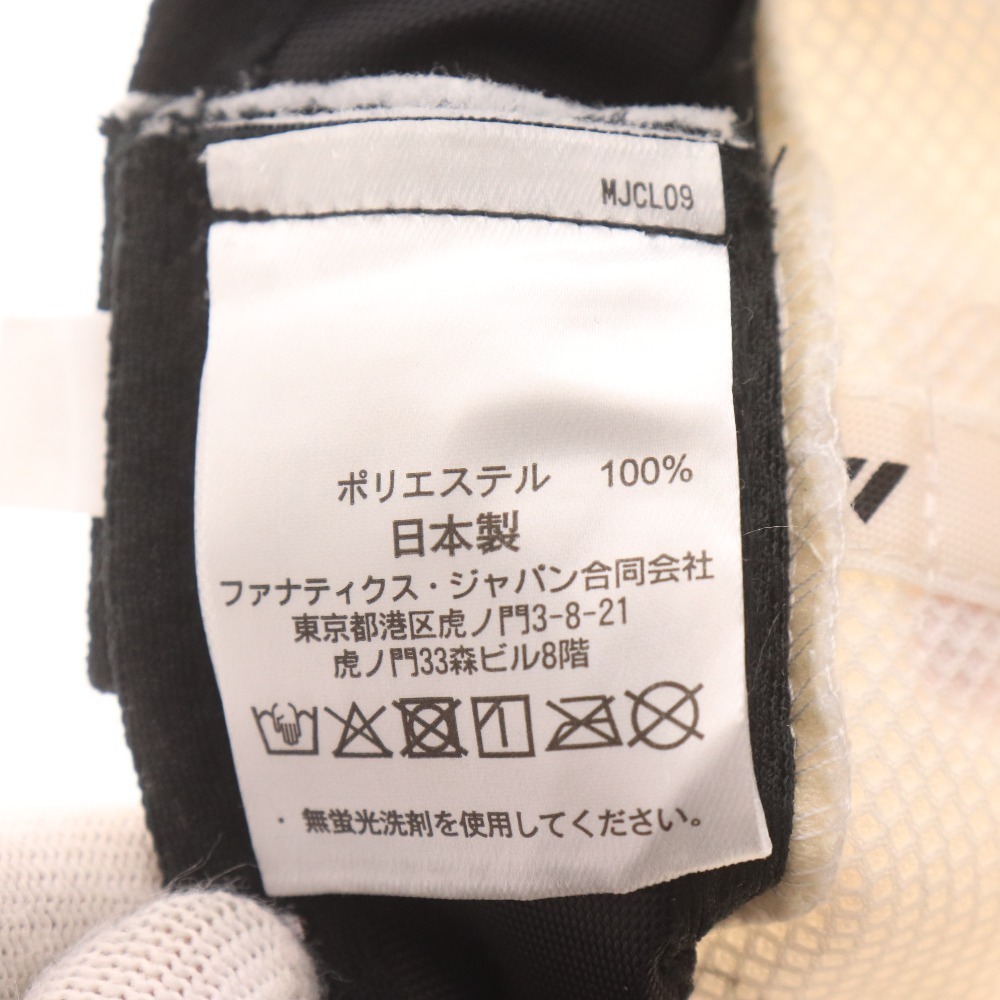 MJCL09
ポリエステル 100%
日本製
ファナティクス・ジャパン合同会社
東京都港区虎ノ門3-8-21
虎ノ門33森ビル8階
・無蛍光洗剤を使用してください。